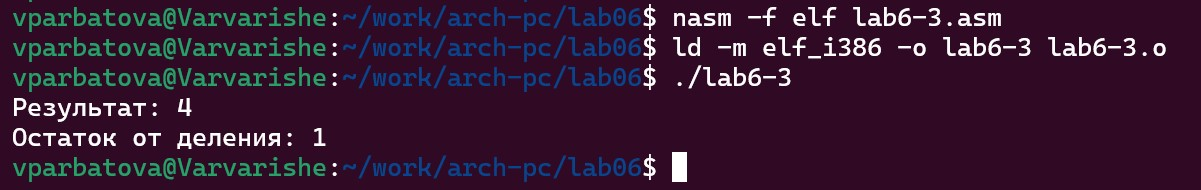 vparbatova@Varvarishe:~/work/arch-pc/lab06$ nasm -f elf lab6-3.asm
vparbatova@Varvarishe:~/work/arch-pc/lab06$ ld -m elf_i386 -o lab6-3 lab6-3.o
vparbatova@Varvarishe:~/work/arch-pc/lab06$ ./lab6-3
Результат: 4
Остаток от деления: 1
vparbatova@Varvarishe:~/work/arch-pc/lab06$